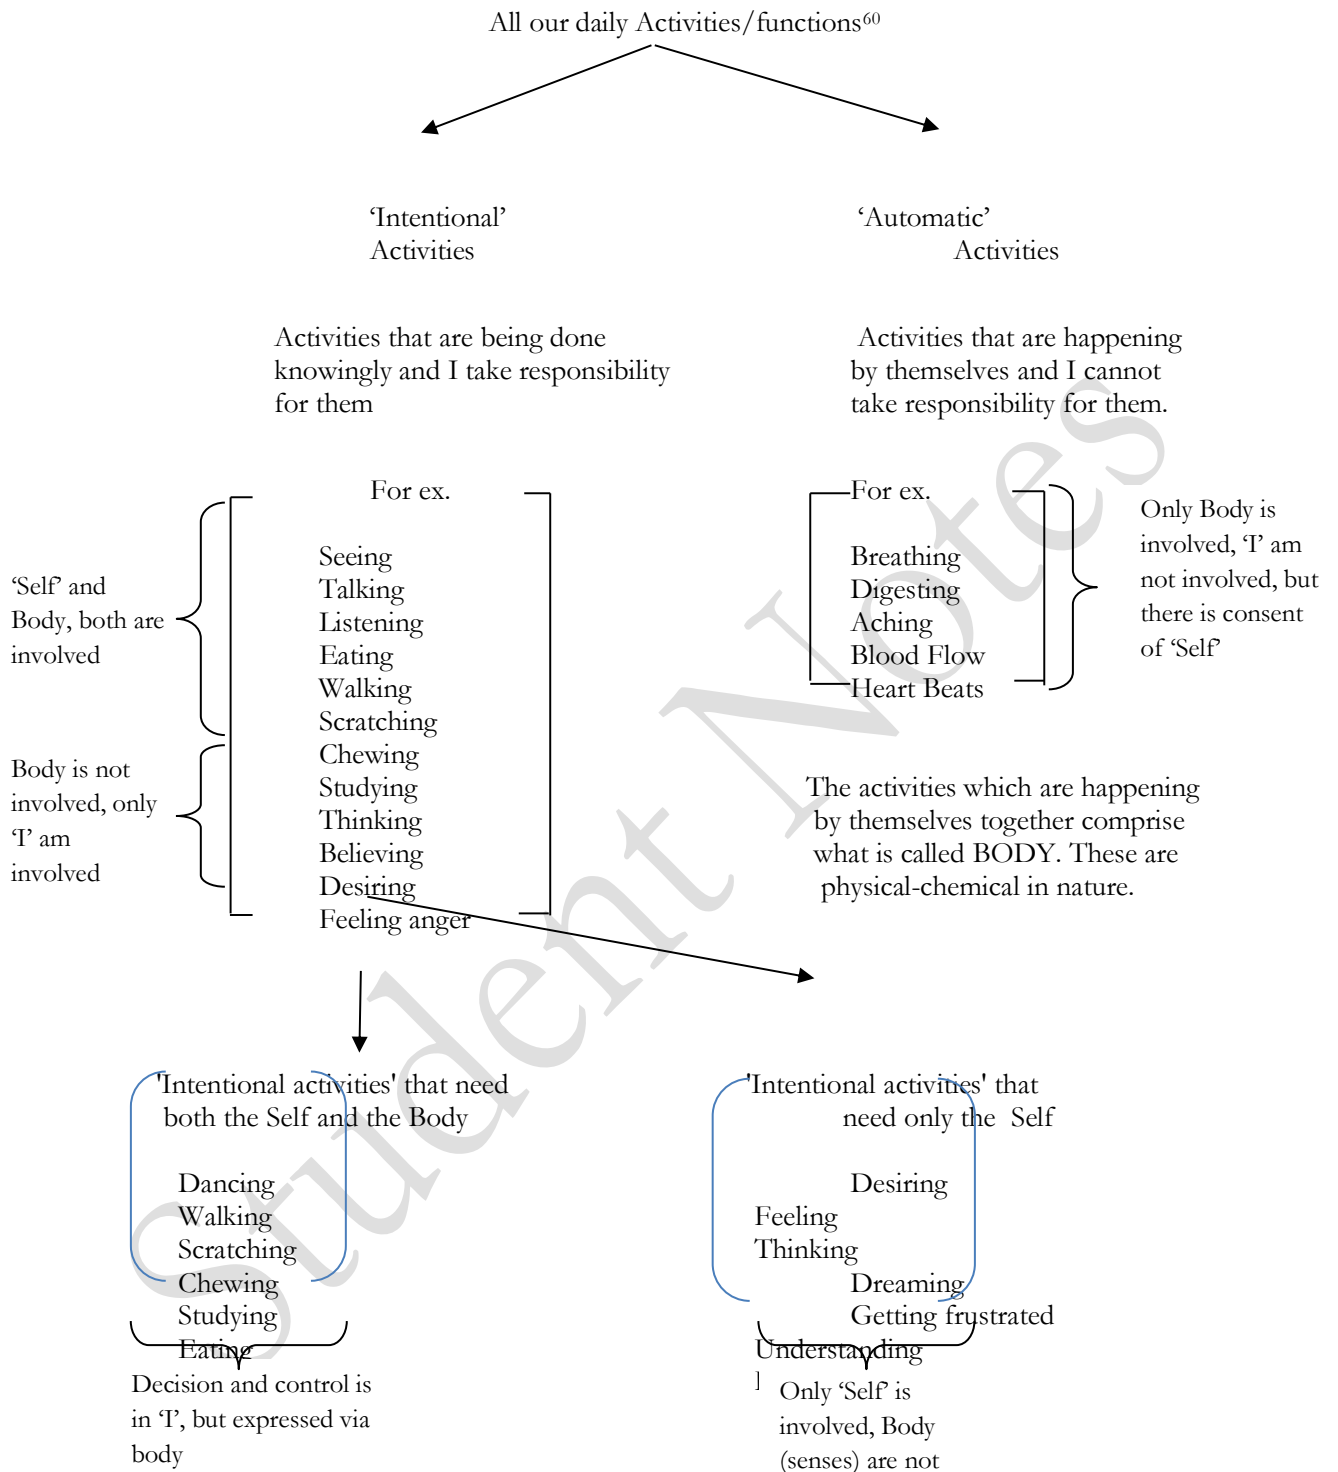 All our daily Activities/functions60
‘Intentional’
Activities
‘Automatic’
Activities
Activities that are being done
knowingly and I take responsibility
for them
Activities that are happening
by themselves and I cannot
take responsibility for them.
‘Self’ and
Body, both are
involved
Body is not
involved, only
‘I’ am
involved
For ex.
Seeing
Talking
Listening
Eating
Walking
Scratching
Chewing
Studying
Thinking
Believing
Desiring
Feeling anger
For ex.
Breathing
Digesting
Aching
Blood Flow
Heart Beats
Only Body is
involved, ‘I’ am
not involved, but
there is consent
of ‘Self’
The activities which are happening
by themselves together comprise
what is called BODY. These are
physical-chemical in nature.
'Intentional activities' that need
both the Self and the Body
Dancing
Walking
Scratching
Chewing
Studying
Eating
Decision and control is
in ‘I’, but expressed via
body
'Intentional activities' that
need only the Self
Desiring
Feeling
Thinking
Dreaming
Getting frustrated
Understanding
]
Only ‘Self’ is
involved, Body
(senses) are not
Student Notes